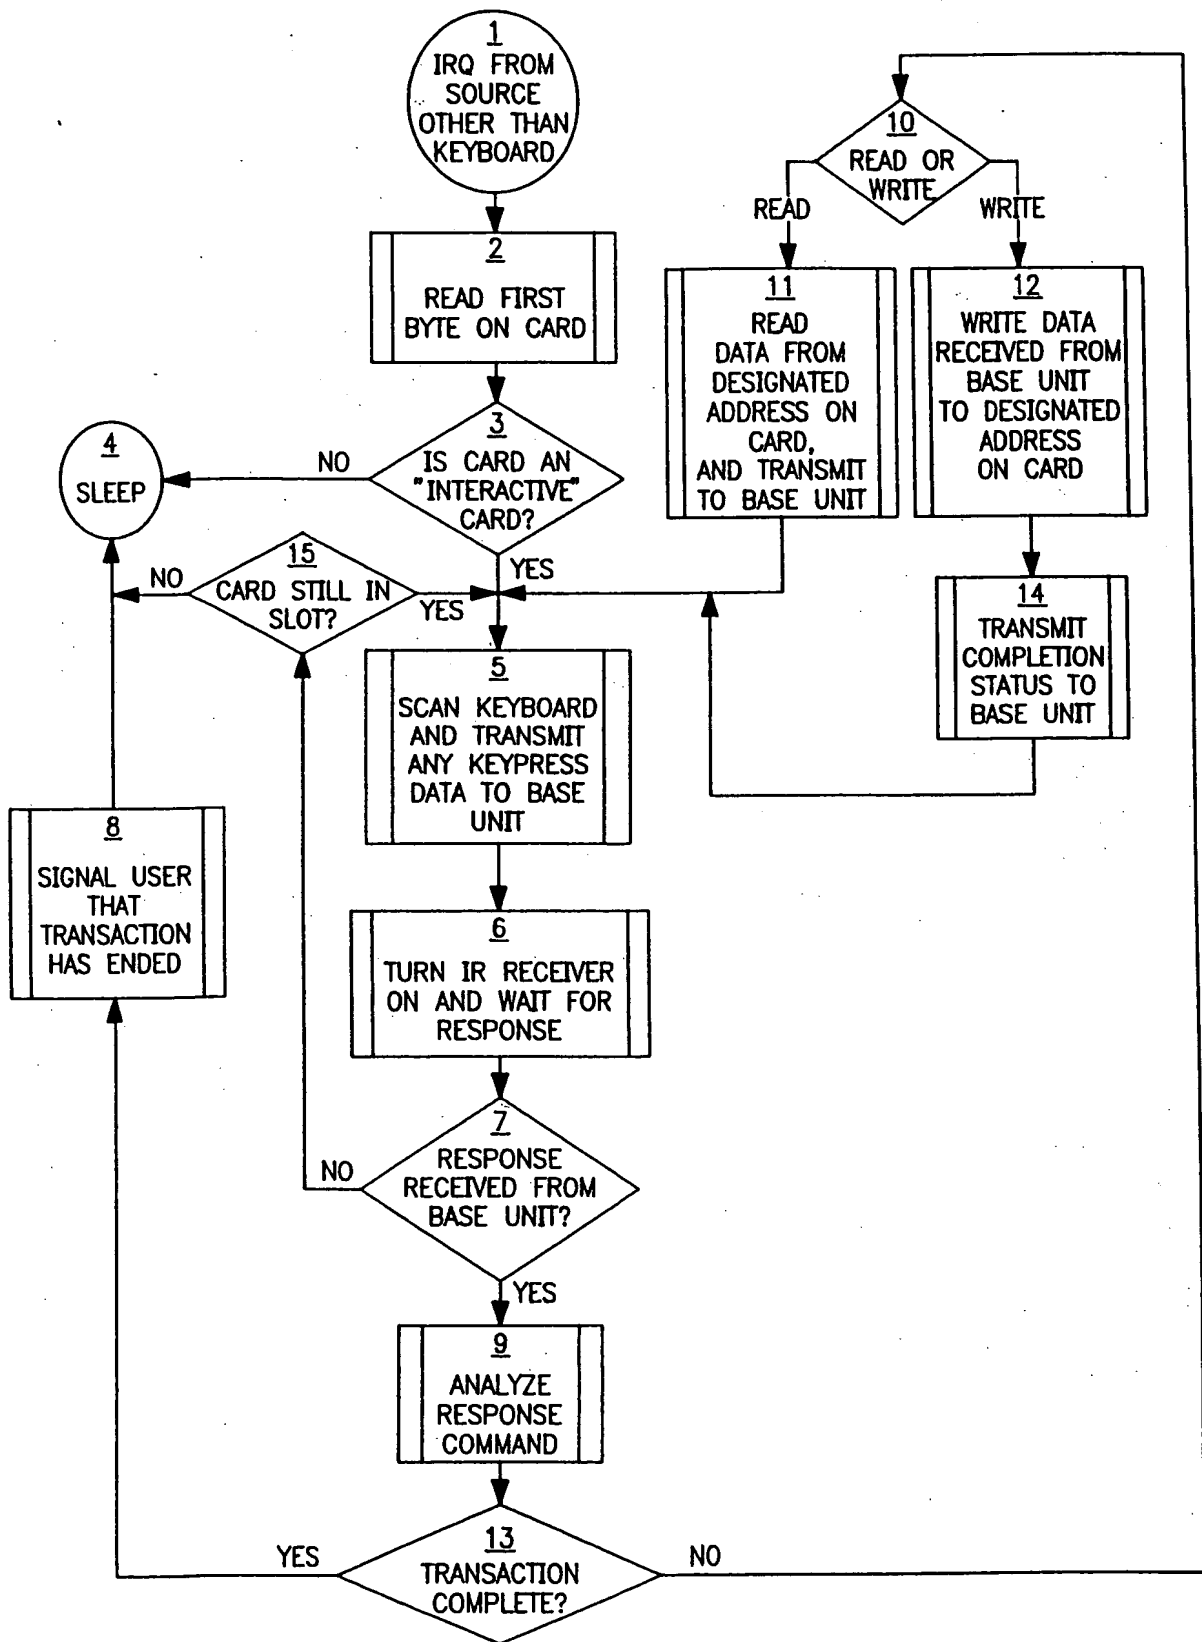 1
IRQ FROM
SOURCE
OTHER THAN
KEYBOARD
2
READ FIRST
BYTE ON CARD
3
IS CARD AN
"INTERACTIVE"
CARD?
NO
YES
4
SLEEP
15
CARD STILL IN
SLOT?
NO
YES
5
SCAN KEYBOARD
AND TRANSMIT
ANY KEYPRESS
DATA TO BASE
UNIT
6
TURN IR RECEIVER
ON AND WAIT FOR
RESPONSE
7
RESPONSE
RECEIVED FROM
BASE UNIT?
NO
YES
8
SIGNAL USER
THAT
TRANSACTION
HAS ENDED
9
ANALYZE
RESPONSE
COMMAND
13
TRANSACTION
COMPLETE?
YES
NO
10
READ OR
WRITE
READ
WRITE
11
READ
DATA FROM
DESIGNATED
ADDRESS ON
CARD,
AND TRANSMIT
TO BASE UNIT
12
WRITE DATA
RECEIVED FROM
BASE UNIT
TO DESIGNATED
ADDRESS
ON CARD
14
TRANSMIT
COMPLETION
STATUS TO
BASE UNIT